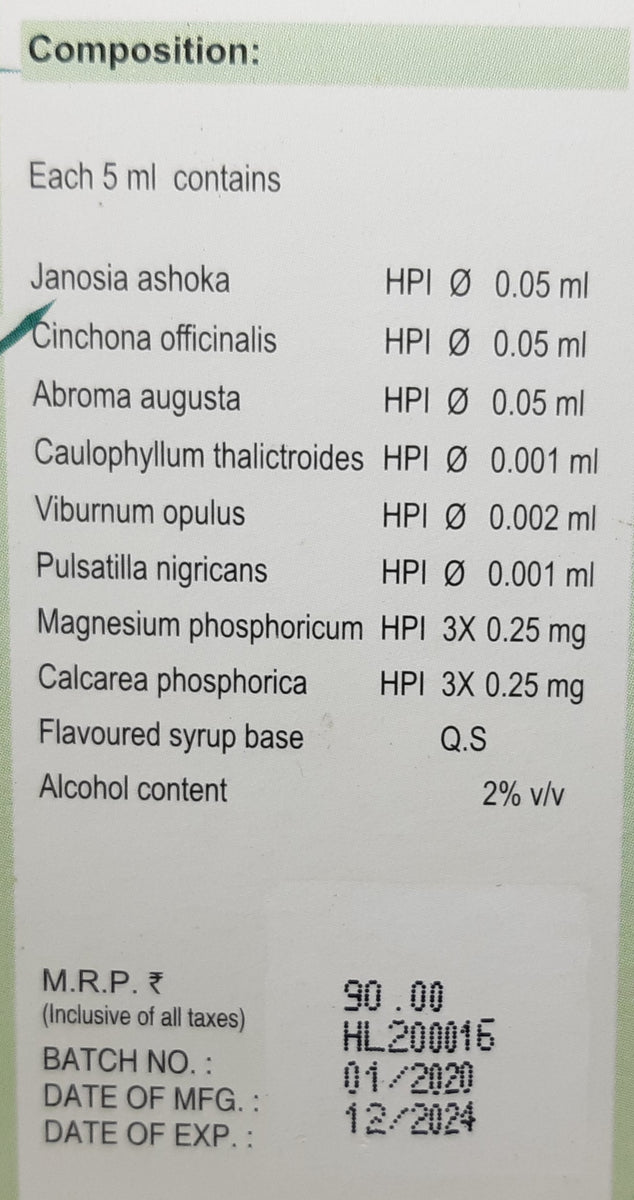 Composition:
Each 5 ml contains
Janosia ashoka HPI Ø 0.05 ml
Cinchona officinalis HPI Ø 0.05 ml
Abroma augusta HPI Ø 0.05 ml
Caulophyllum thalictroides HPI Ø 0.001 ml
Viburnum opulus HPI Ø 0.002 ml
Pulsatilla nigricans HPI Ø 0.001 ml
Magnesium phosphoricum HPI 3X 0.25 mg
Calcarea phosphorica HPI 3X 0.25 mg
Flavoured syrup base Q.S
Alcohol content 2% v/v
M.R.P. ₹ 90.00
(Inclusive of all taxes)
BATCH NO. : HL200016
DATE OF MFG. : 01/2020
DATE OF EXP. : 12/2024